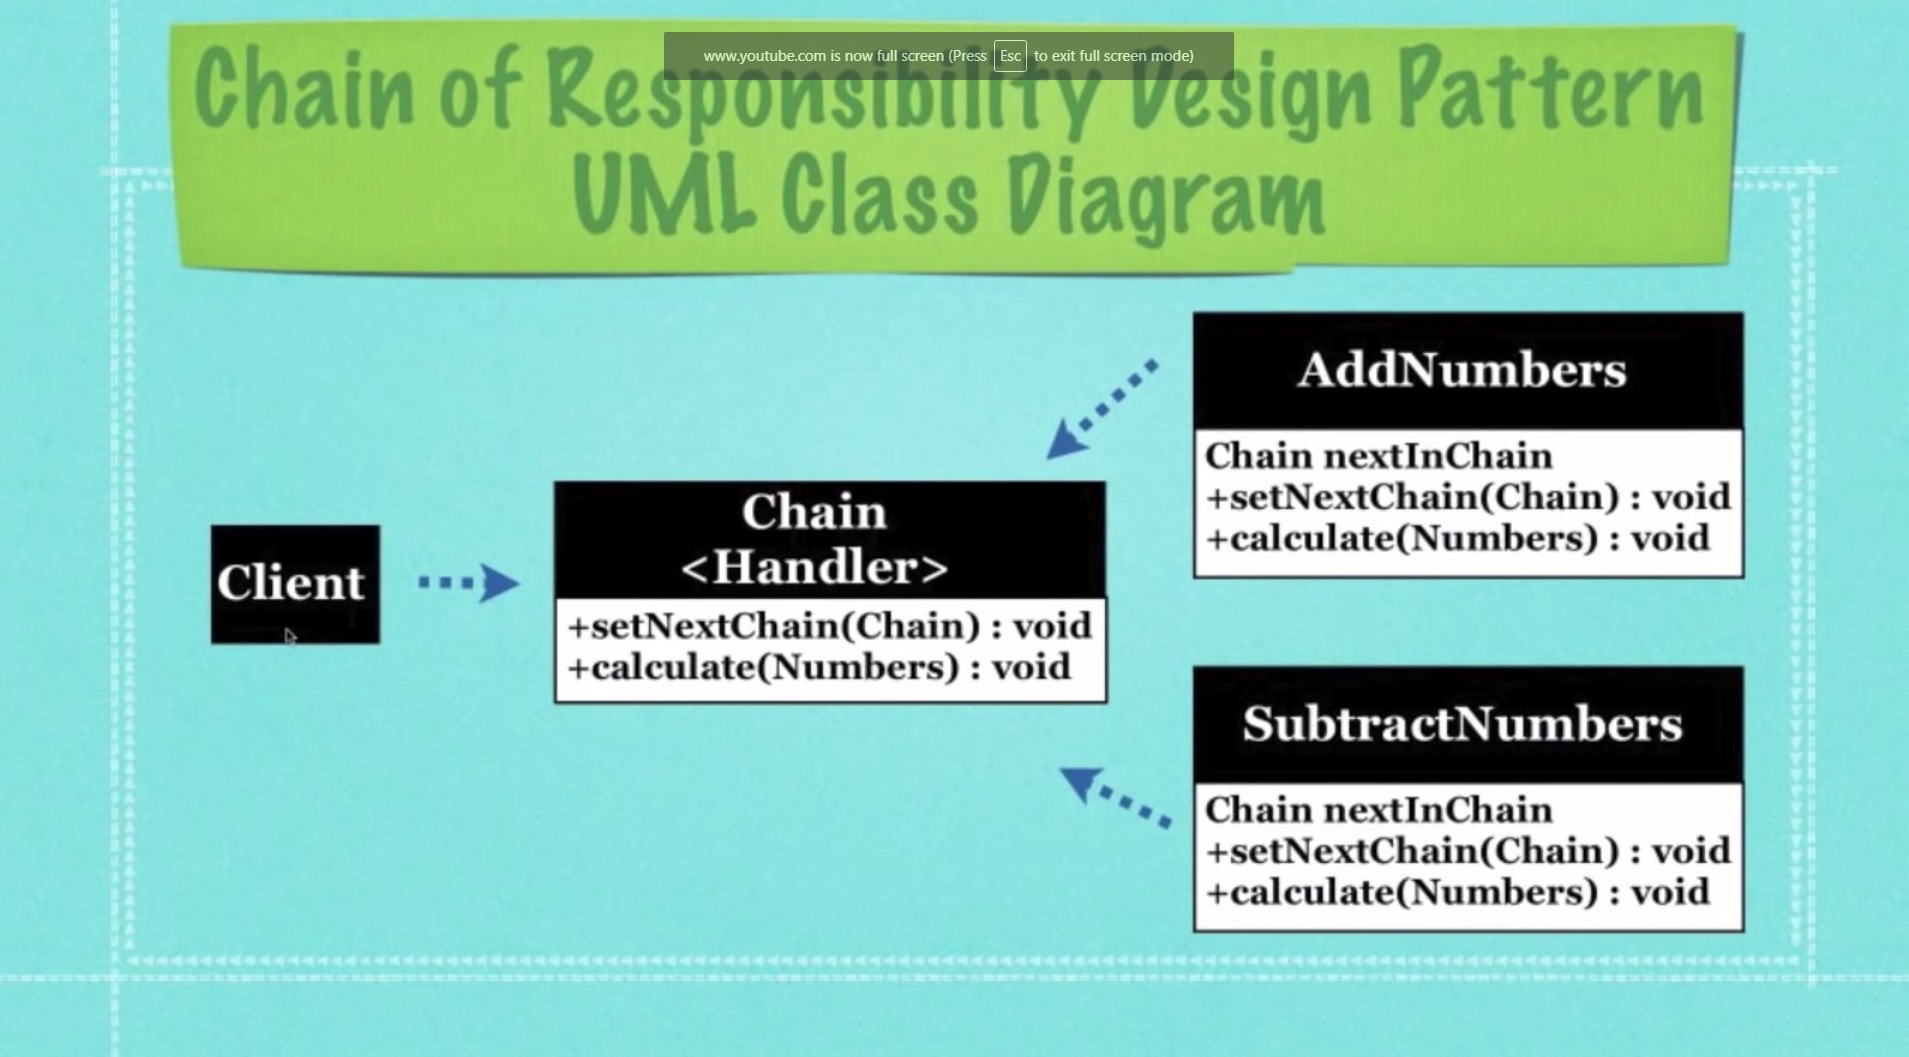 www.youtube.com is now full screen (Press Esc to exit full screen mode)
Chain of Responsibility Design Pattern
UML Class Diagram
Client
Chain
<Handler>
+setNextChain(Chain) : void
+calculate(Numbers) : void
AddNumbers
Chain nextInChain
+setNextChain(Chain) : void
+calculate(Numbers) : void
SubtractNumbers
Chain nextInChain
+setNextChain(Chain) : void
+calculate(Numbers) : void